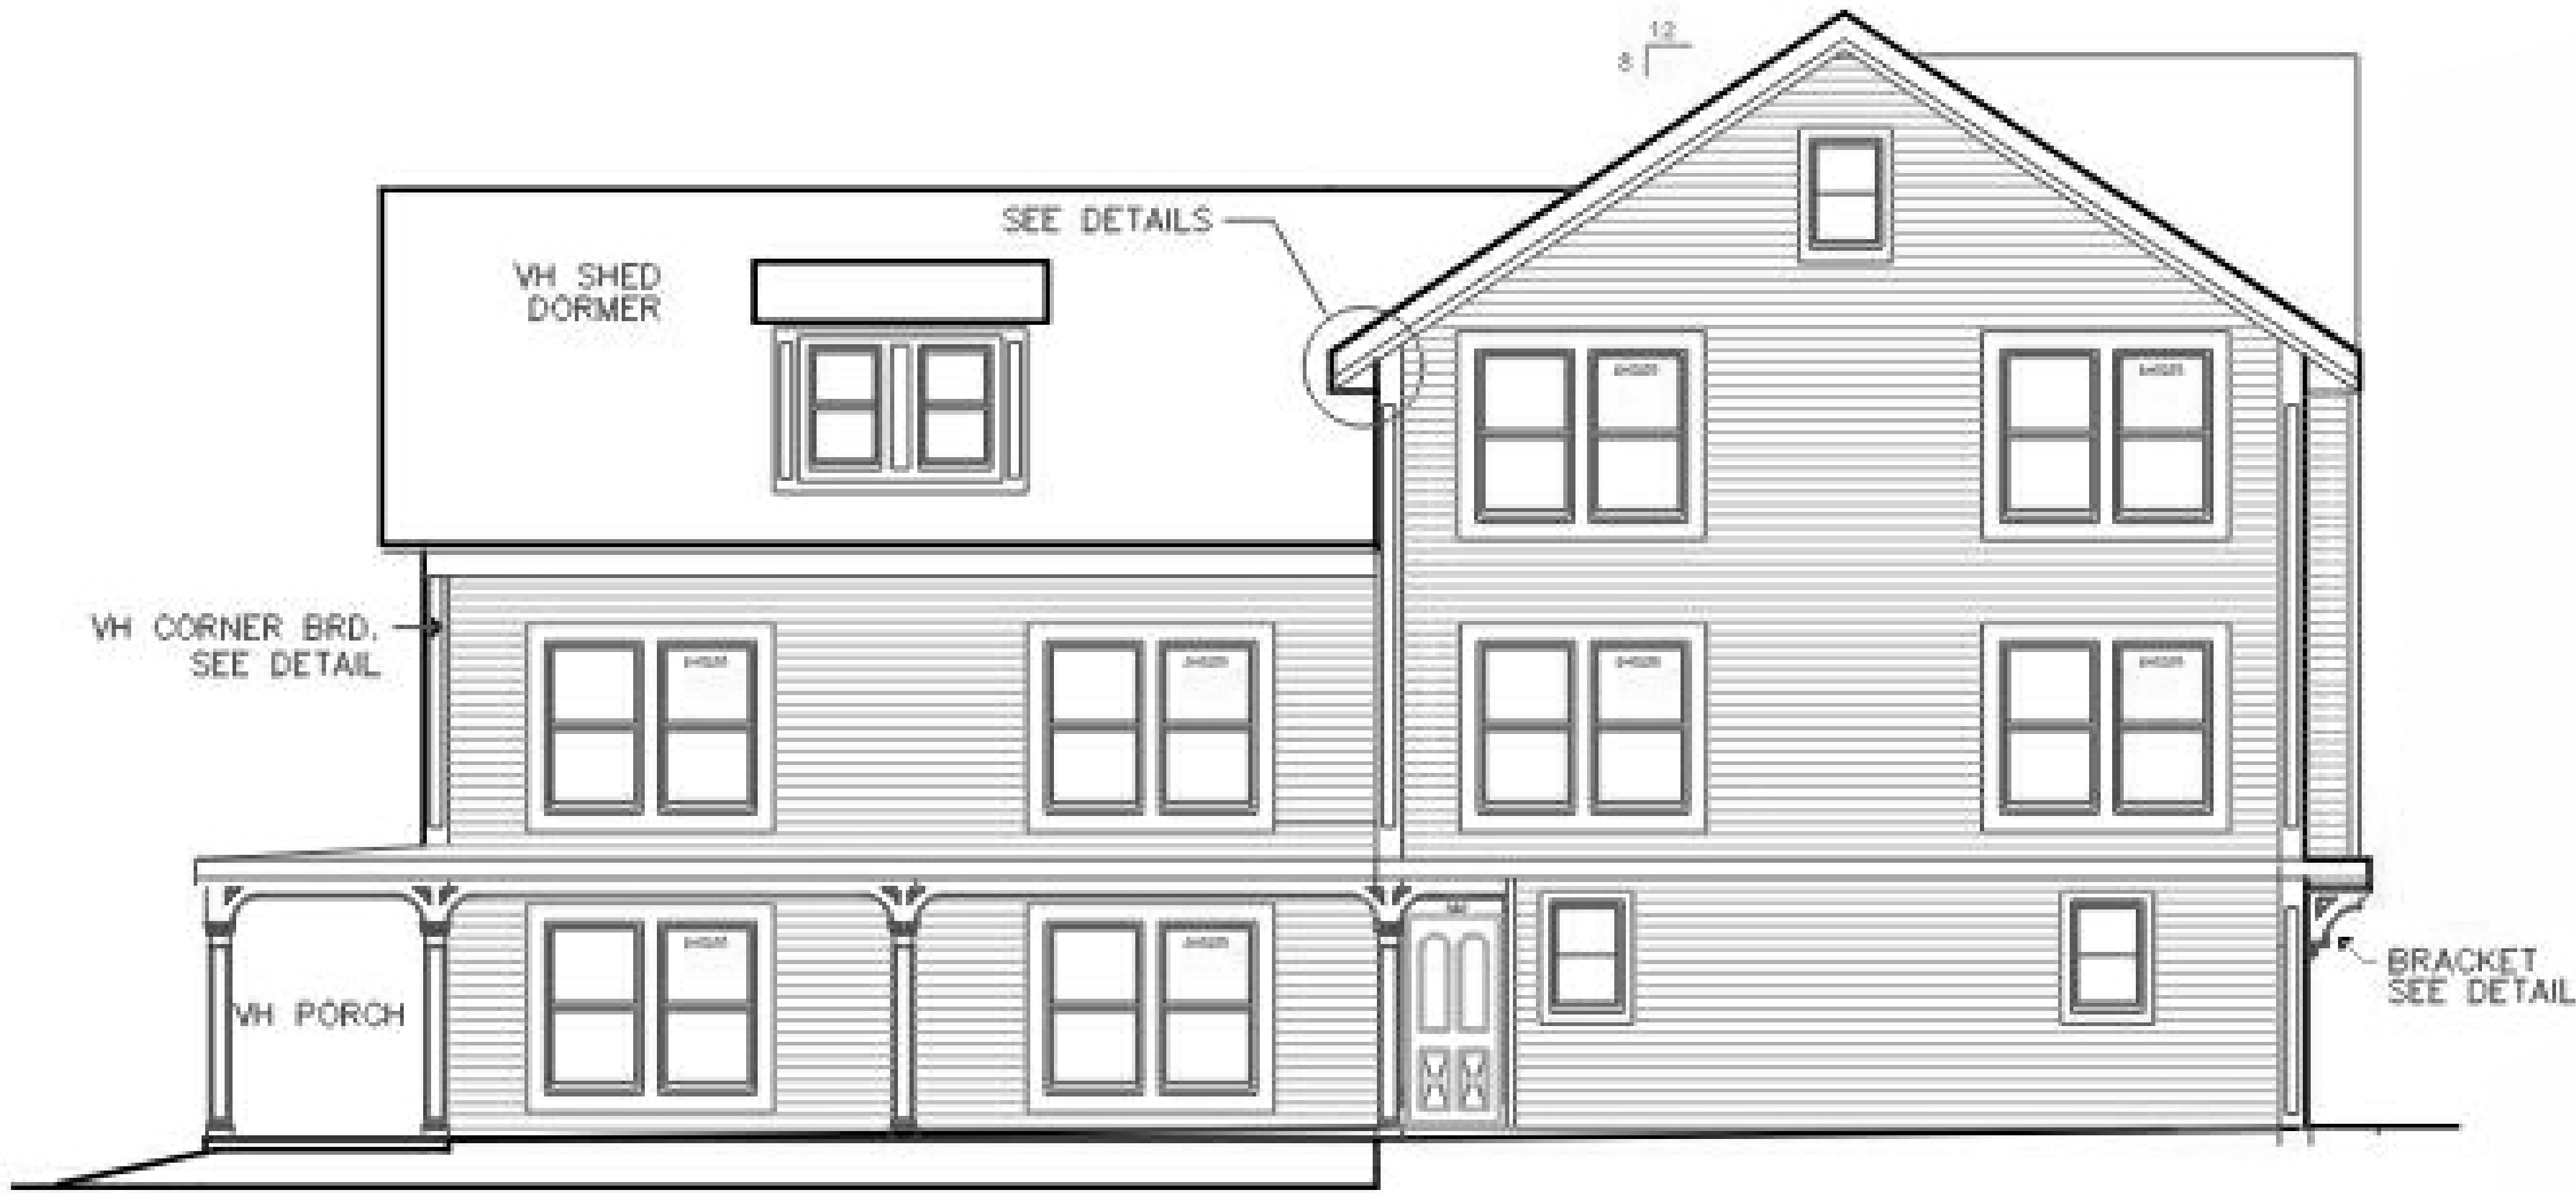 12
8
SEE DETAILS
VH SHED
DORMER
VH CORNER BRD.
SEE DETAIL
VH PORCH
BRACKET
SEE DETAIL